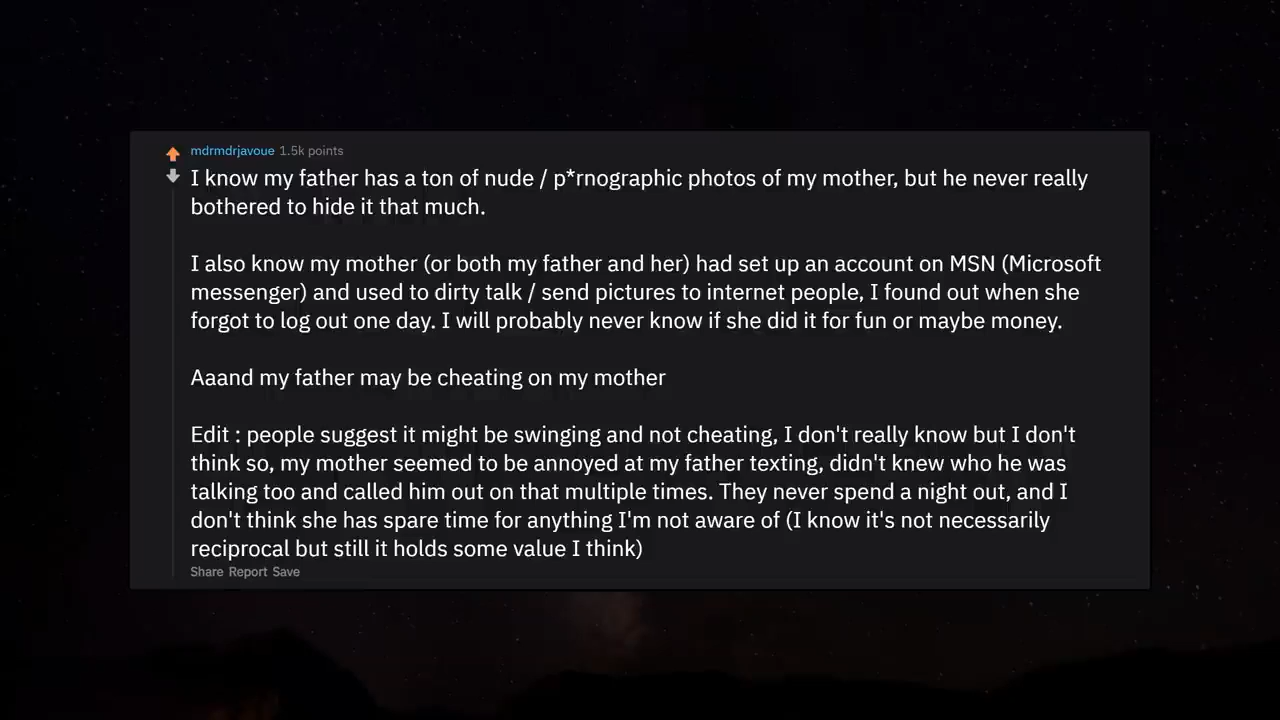 mdrmdrjavoue 1.5k points
I know my father has a ton of nude / p*rnographic photos of my mother, but he never really
bothered to hide it that much.
I also know my mother (or both my father and her) had set up an account on MSN (Microsoft
messenger) and used to dirty talk / send pictures to internet people, I found out when she
forgot to log out one day. I will probably never know if she did it for fun or maybe money.
Aaand my father may be cheating on my mother
Edit : people suggest it might be swinging and not cheating, I don't really know but I don't
think so, my mother seemed to be annoyed at my father texting, didn't knew who he was
talking too and called him out on that multiple times. They never spend a night out, and I
don't think she has spare time for anything I'm not aware of (I know it's not necessarily
reciprocal but still it holds some value I think)
Share Report Save